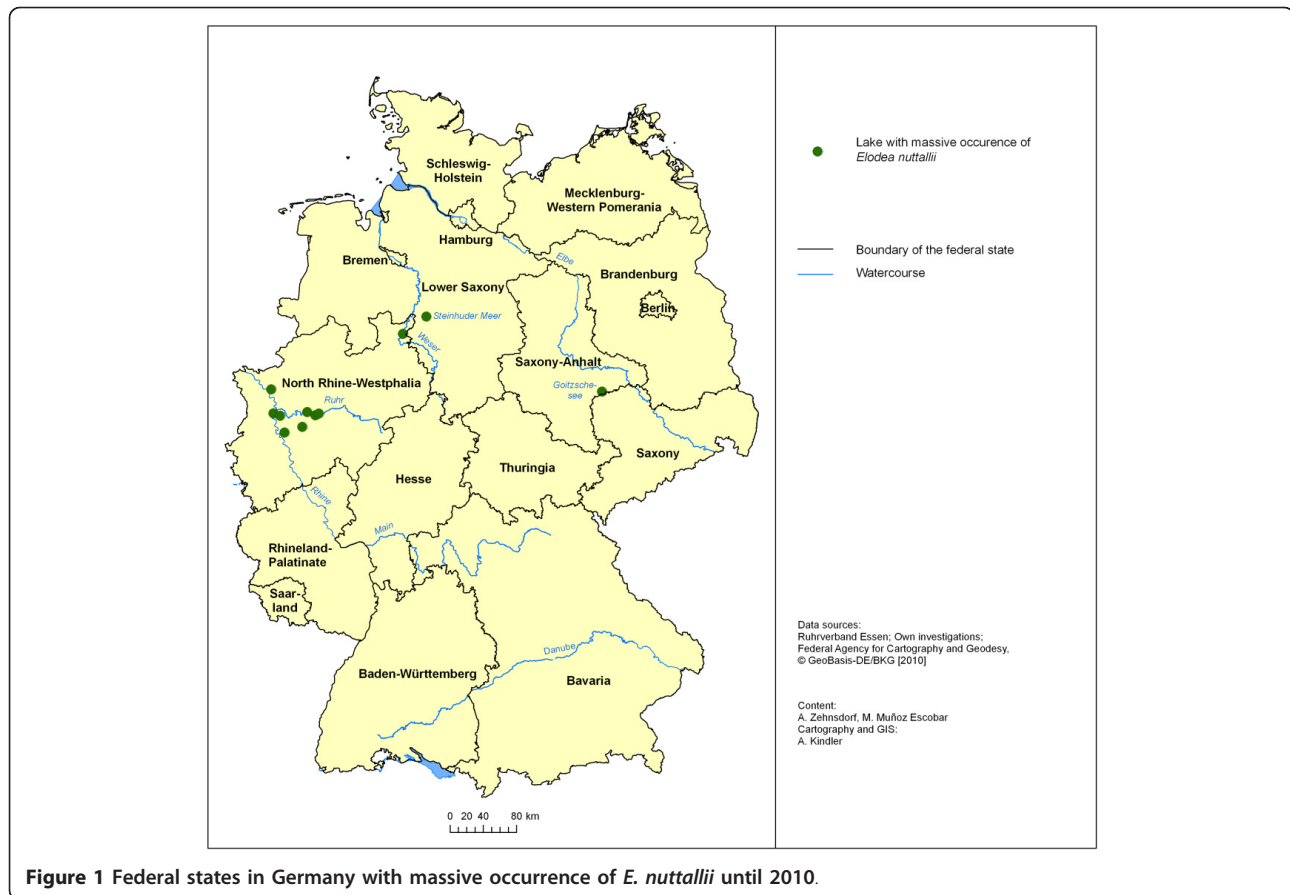 Schleswig-
Holstein
Mecklenburg-
Western Pomerania
Hamburg
Bremen
Elbe
Brandenburg
Lower Saxony
Berlin
Steinhuder Meer
Weser
Saxony-Anhalt
North Rhine-Westphalia
Goitzsche-
see
Ruhr
Saxony
Thuringia
Hesse
Rhine
Main
Rhineland-
Palatinate
Saar-
land
Danube
Baden-Württemberg
Bavaria
0 20 40 80 km
Lake with massive occurence of
Elodea nuttallii
Boundary of the federal state
Watercourse
Data sources:
Ruhrverband Essen; Own investigations;
Federal Agency for Cartography and Geodesy,
© GeoBasis-DE/BKG [2010]
Content:
A. Zehnsdorf, M. Muñoz Escobar
Cartography and GIS:
A. Kindler
Figure 1 Federal states in Germany with massive occurrence of E. nuttallii until 2010.